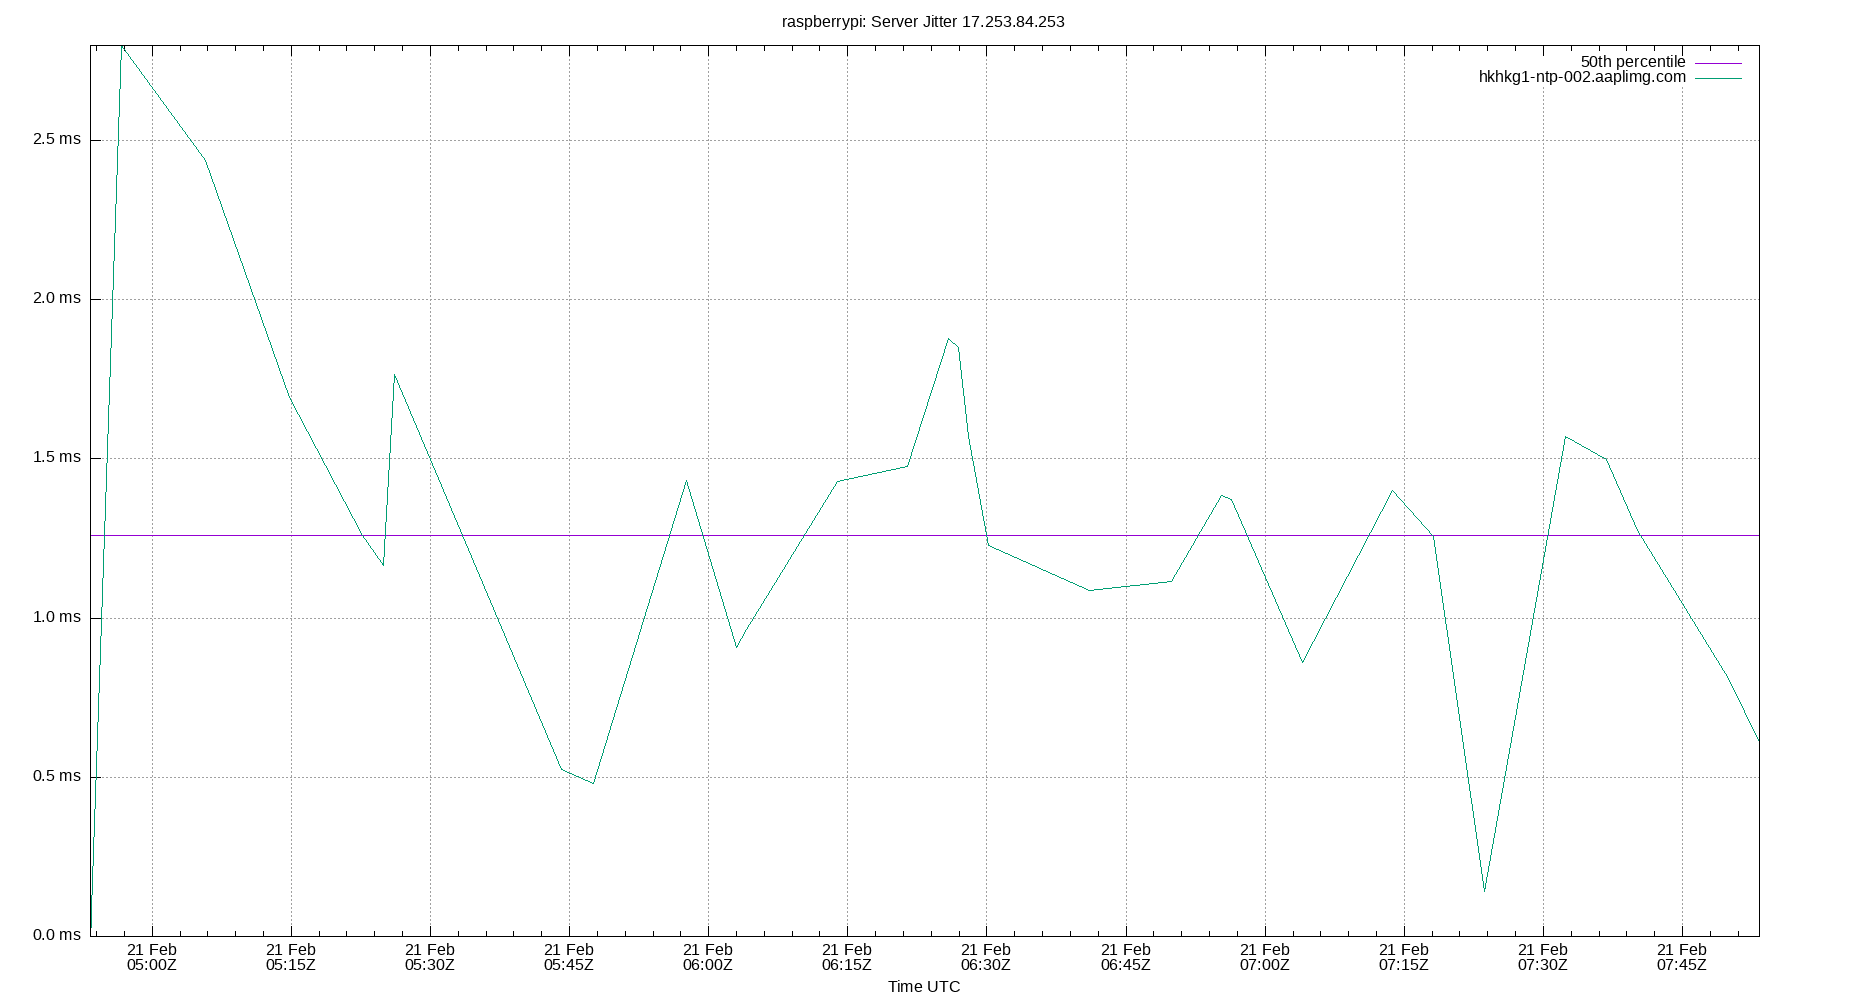 raspberrypi: Server Jitter 17.253.84.253
50th percentile
hkhkg1-ntp-002.aaplimg.com
2.5 ms
2.0 ms
1.5 ms
1.0 ms
0.5 ms
0.0 ms
21 Feb 21 Feb 21 Feb 21 Feb 21 Feb 21 Feb 21 Feb 21 Feb 21 Feb 21 Feb 21 Feb 21 Feb
05:00Z 05:15Z 05:30Z 05:45Z 06:00Z 06:15Z 06:30Z 06:45Z 07:00Z 07:15Z 07:30Z 07:45Z
Time UTC